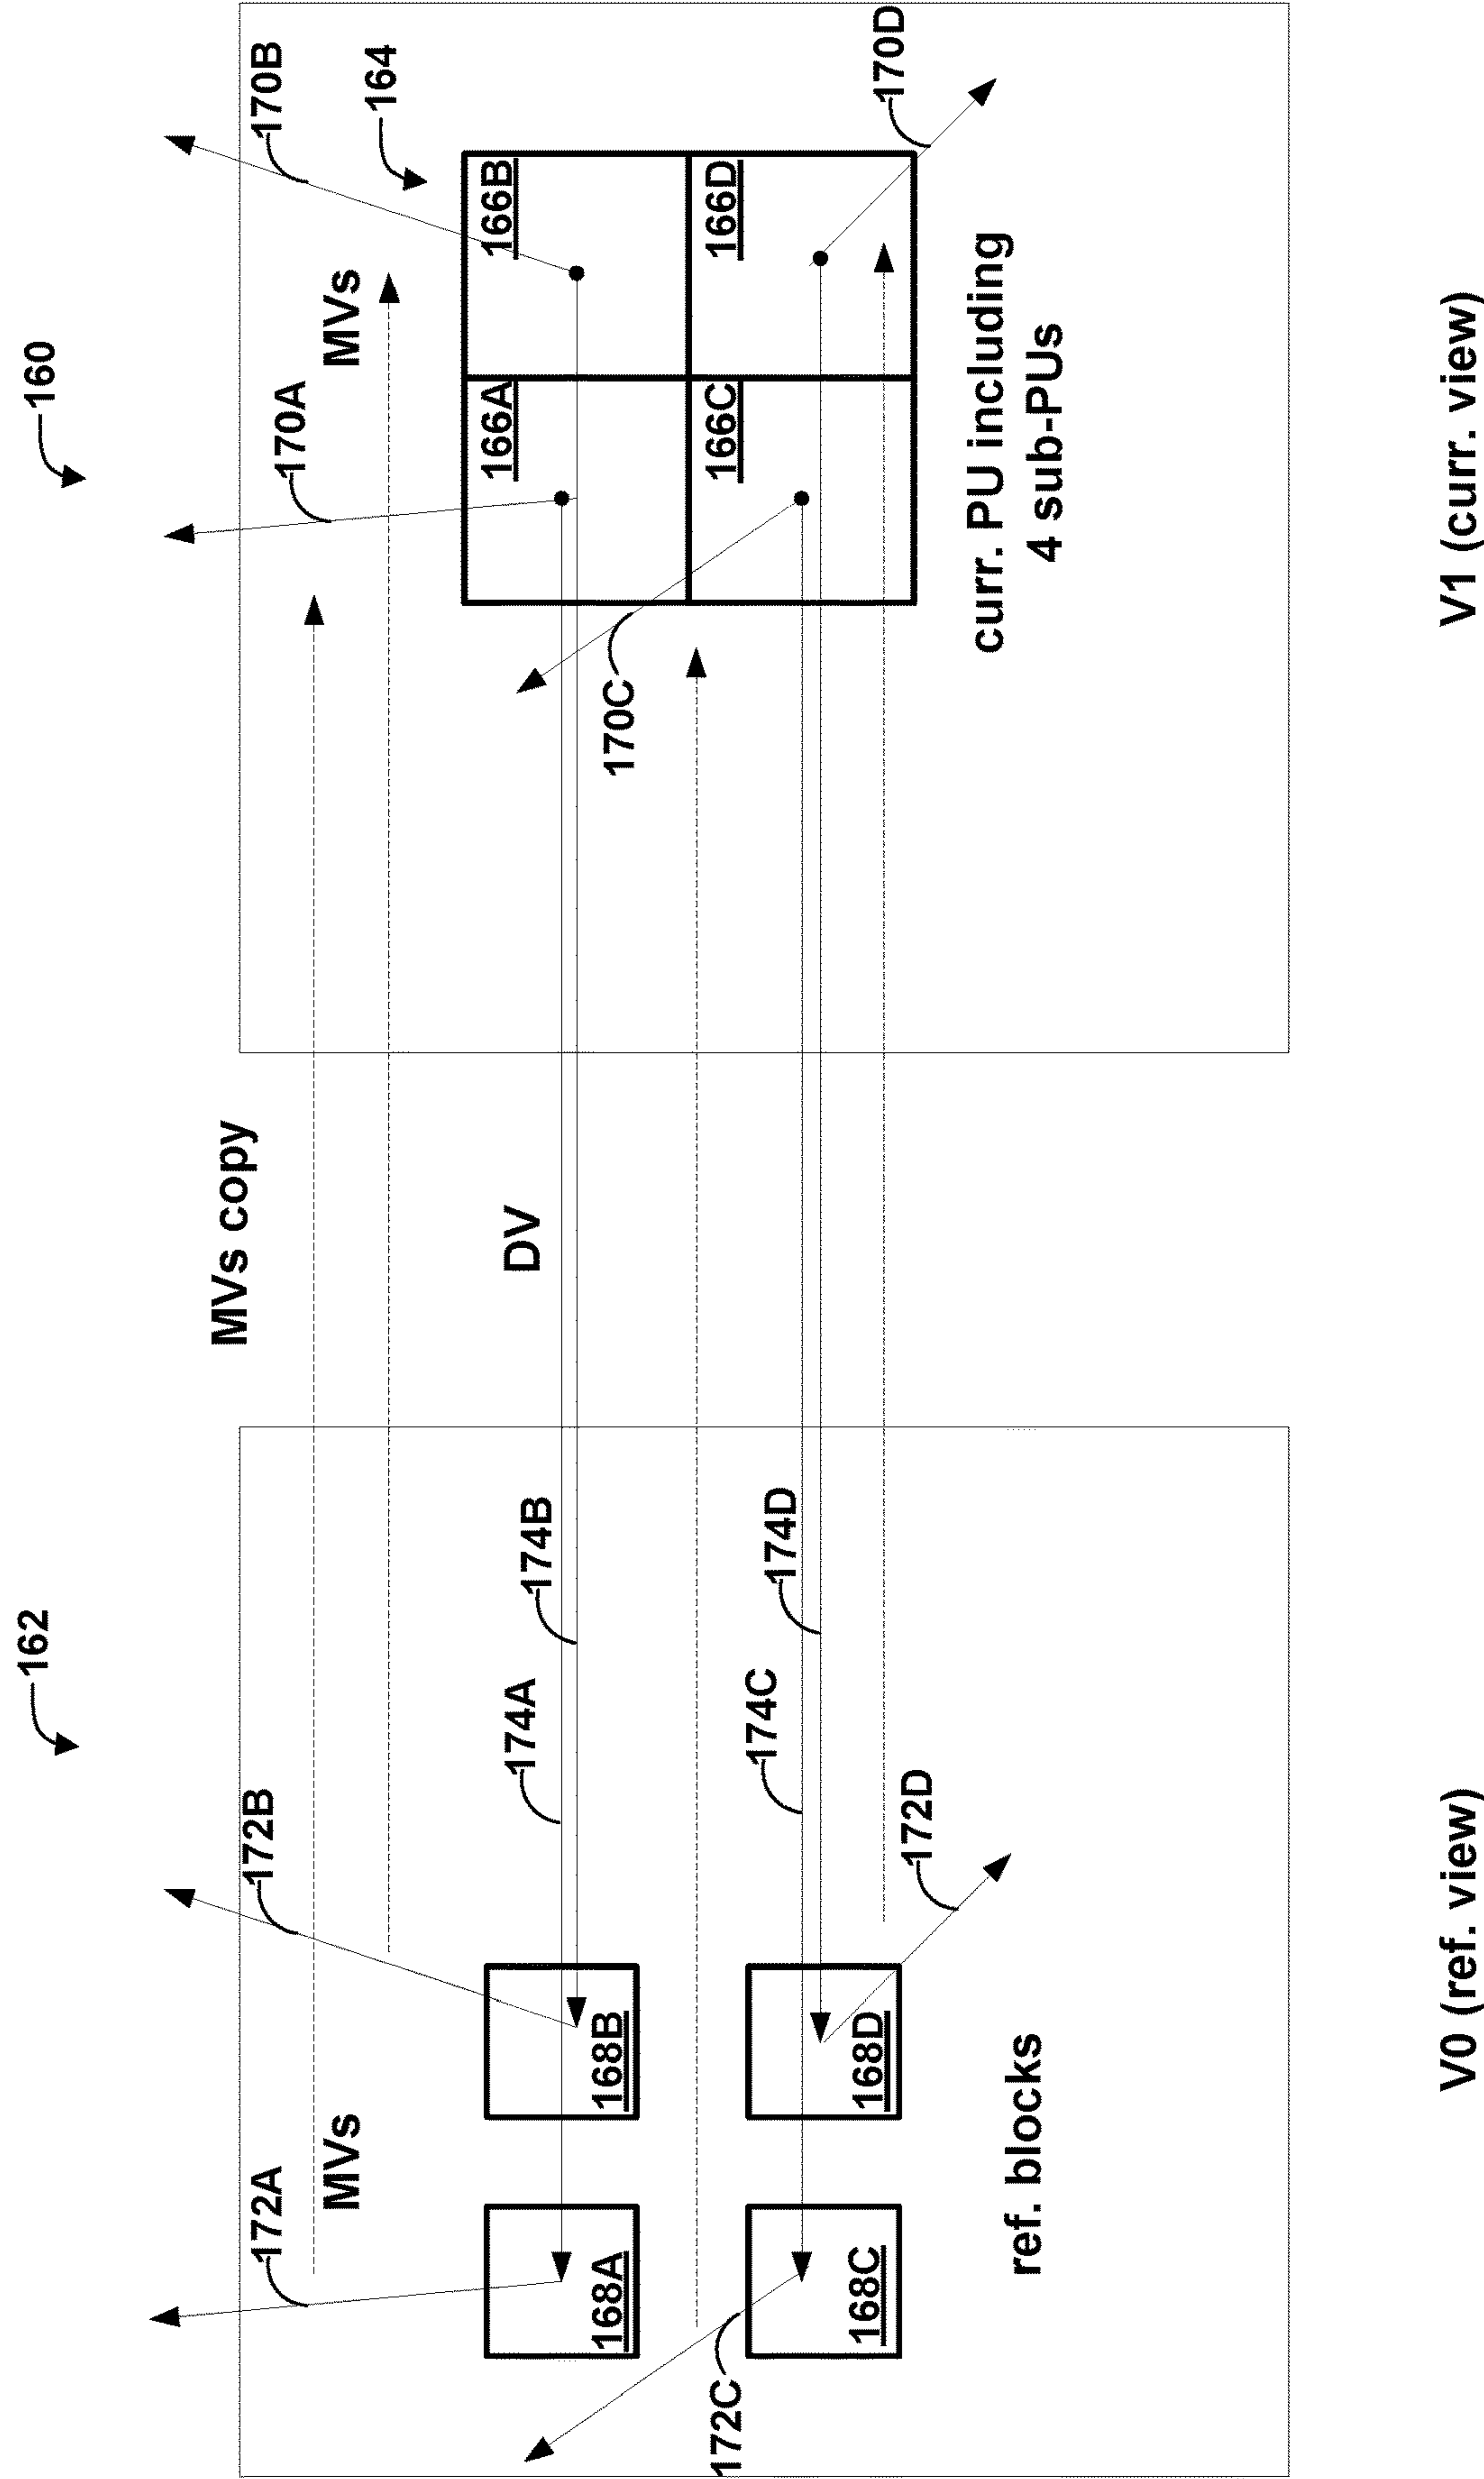 162
160
MVs copy
172A
172B
170A
170B
MVs
MVs
164
174A
174B
DV
168A
168B
166A
166B
172C
174C
174D
170C
166C
166D
170D
168C
168D
172D
ref. blocks
curr. PU including
4 sub-PUs
V0 (ref. view)
V1 (curr. view)